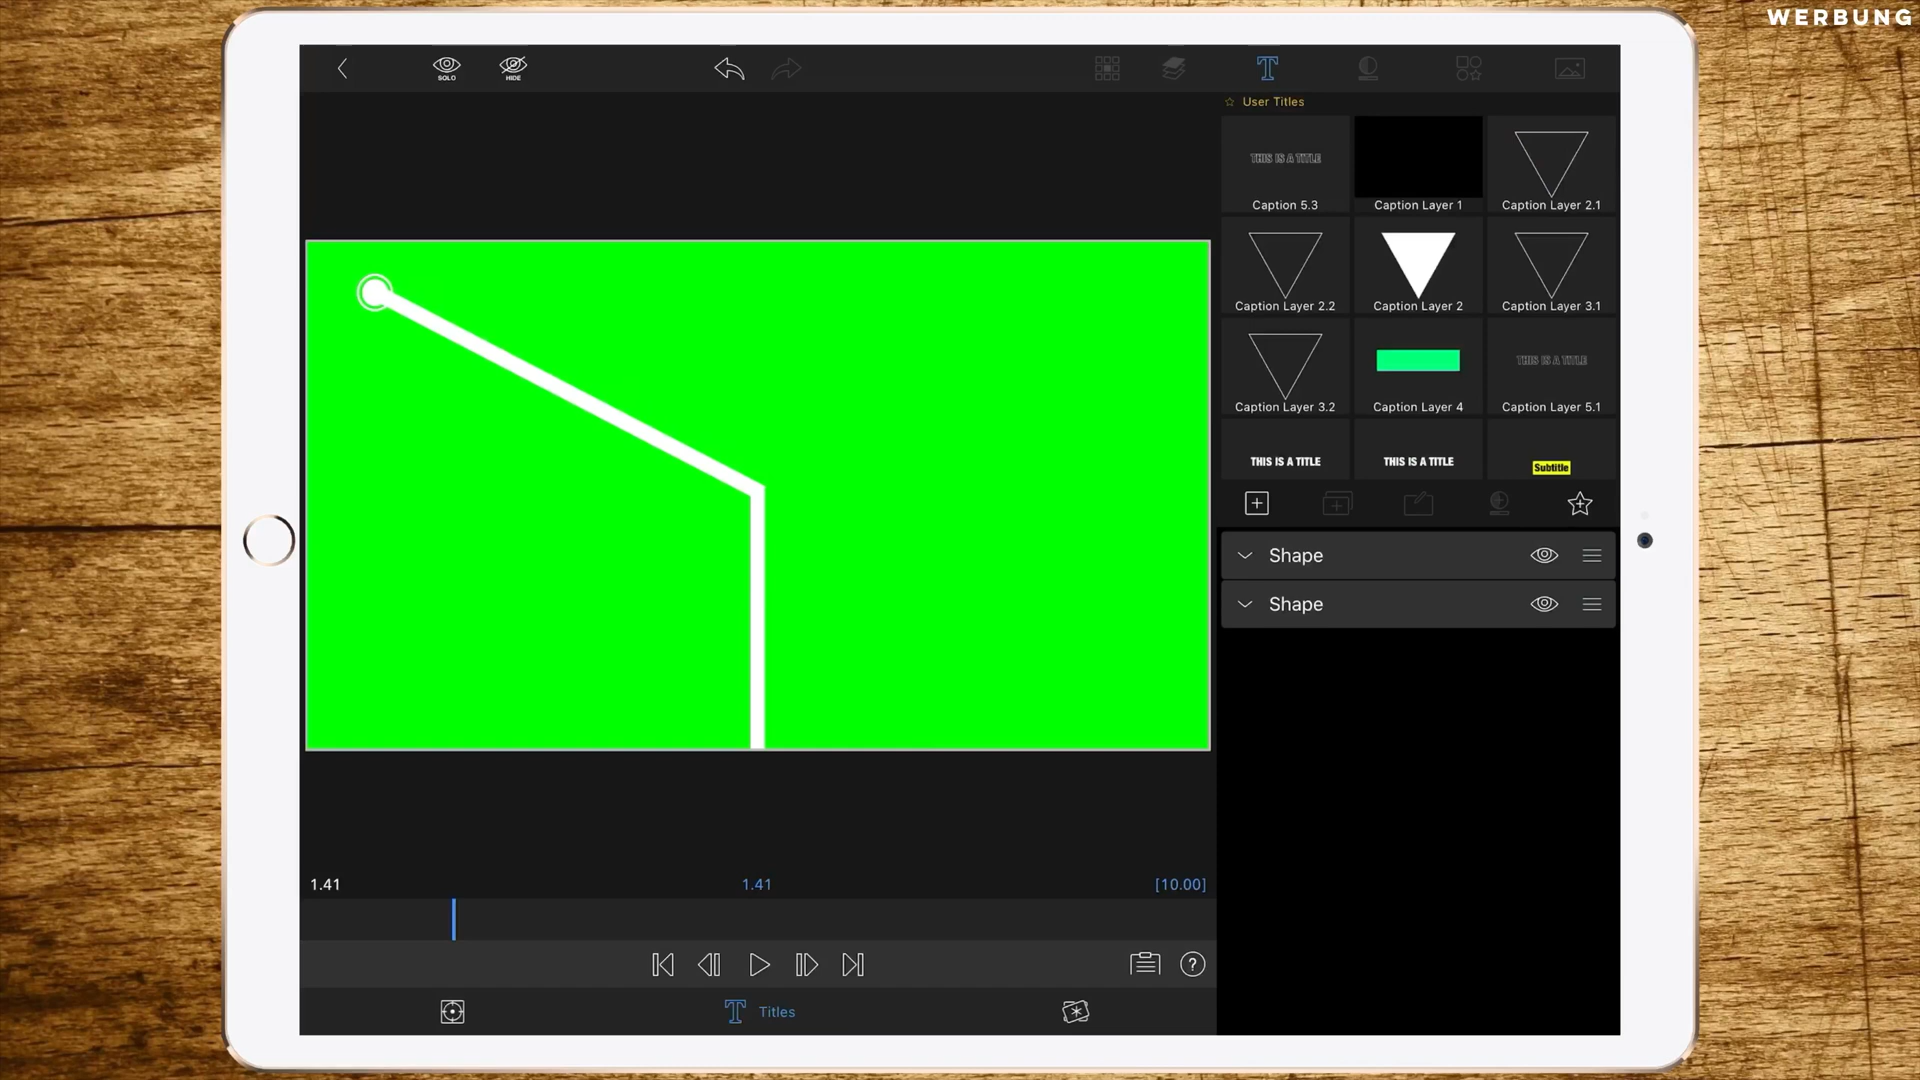 WERBUNG
SOLO
HIDE
User Titles
THIS IS A TITLE
Caption 5.3
Caption Layer 1
Caption Layer 2.1
Caption Layer 2.2
Caption Layer 2
Caption Layer 3.1
THIS IS A TITLE
Caption Layer 3.2
Caption Layer 4
Caption Layer 5.1
THIS IS A TITLE
THIS IS A TITLE
Subtitle
Shape
Shape
1.41
1.41
[10.00]
?
Titles